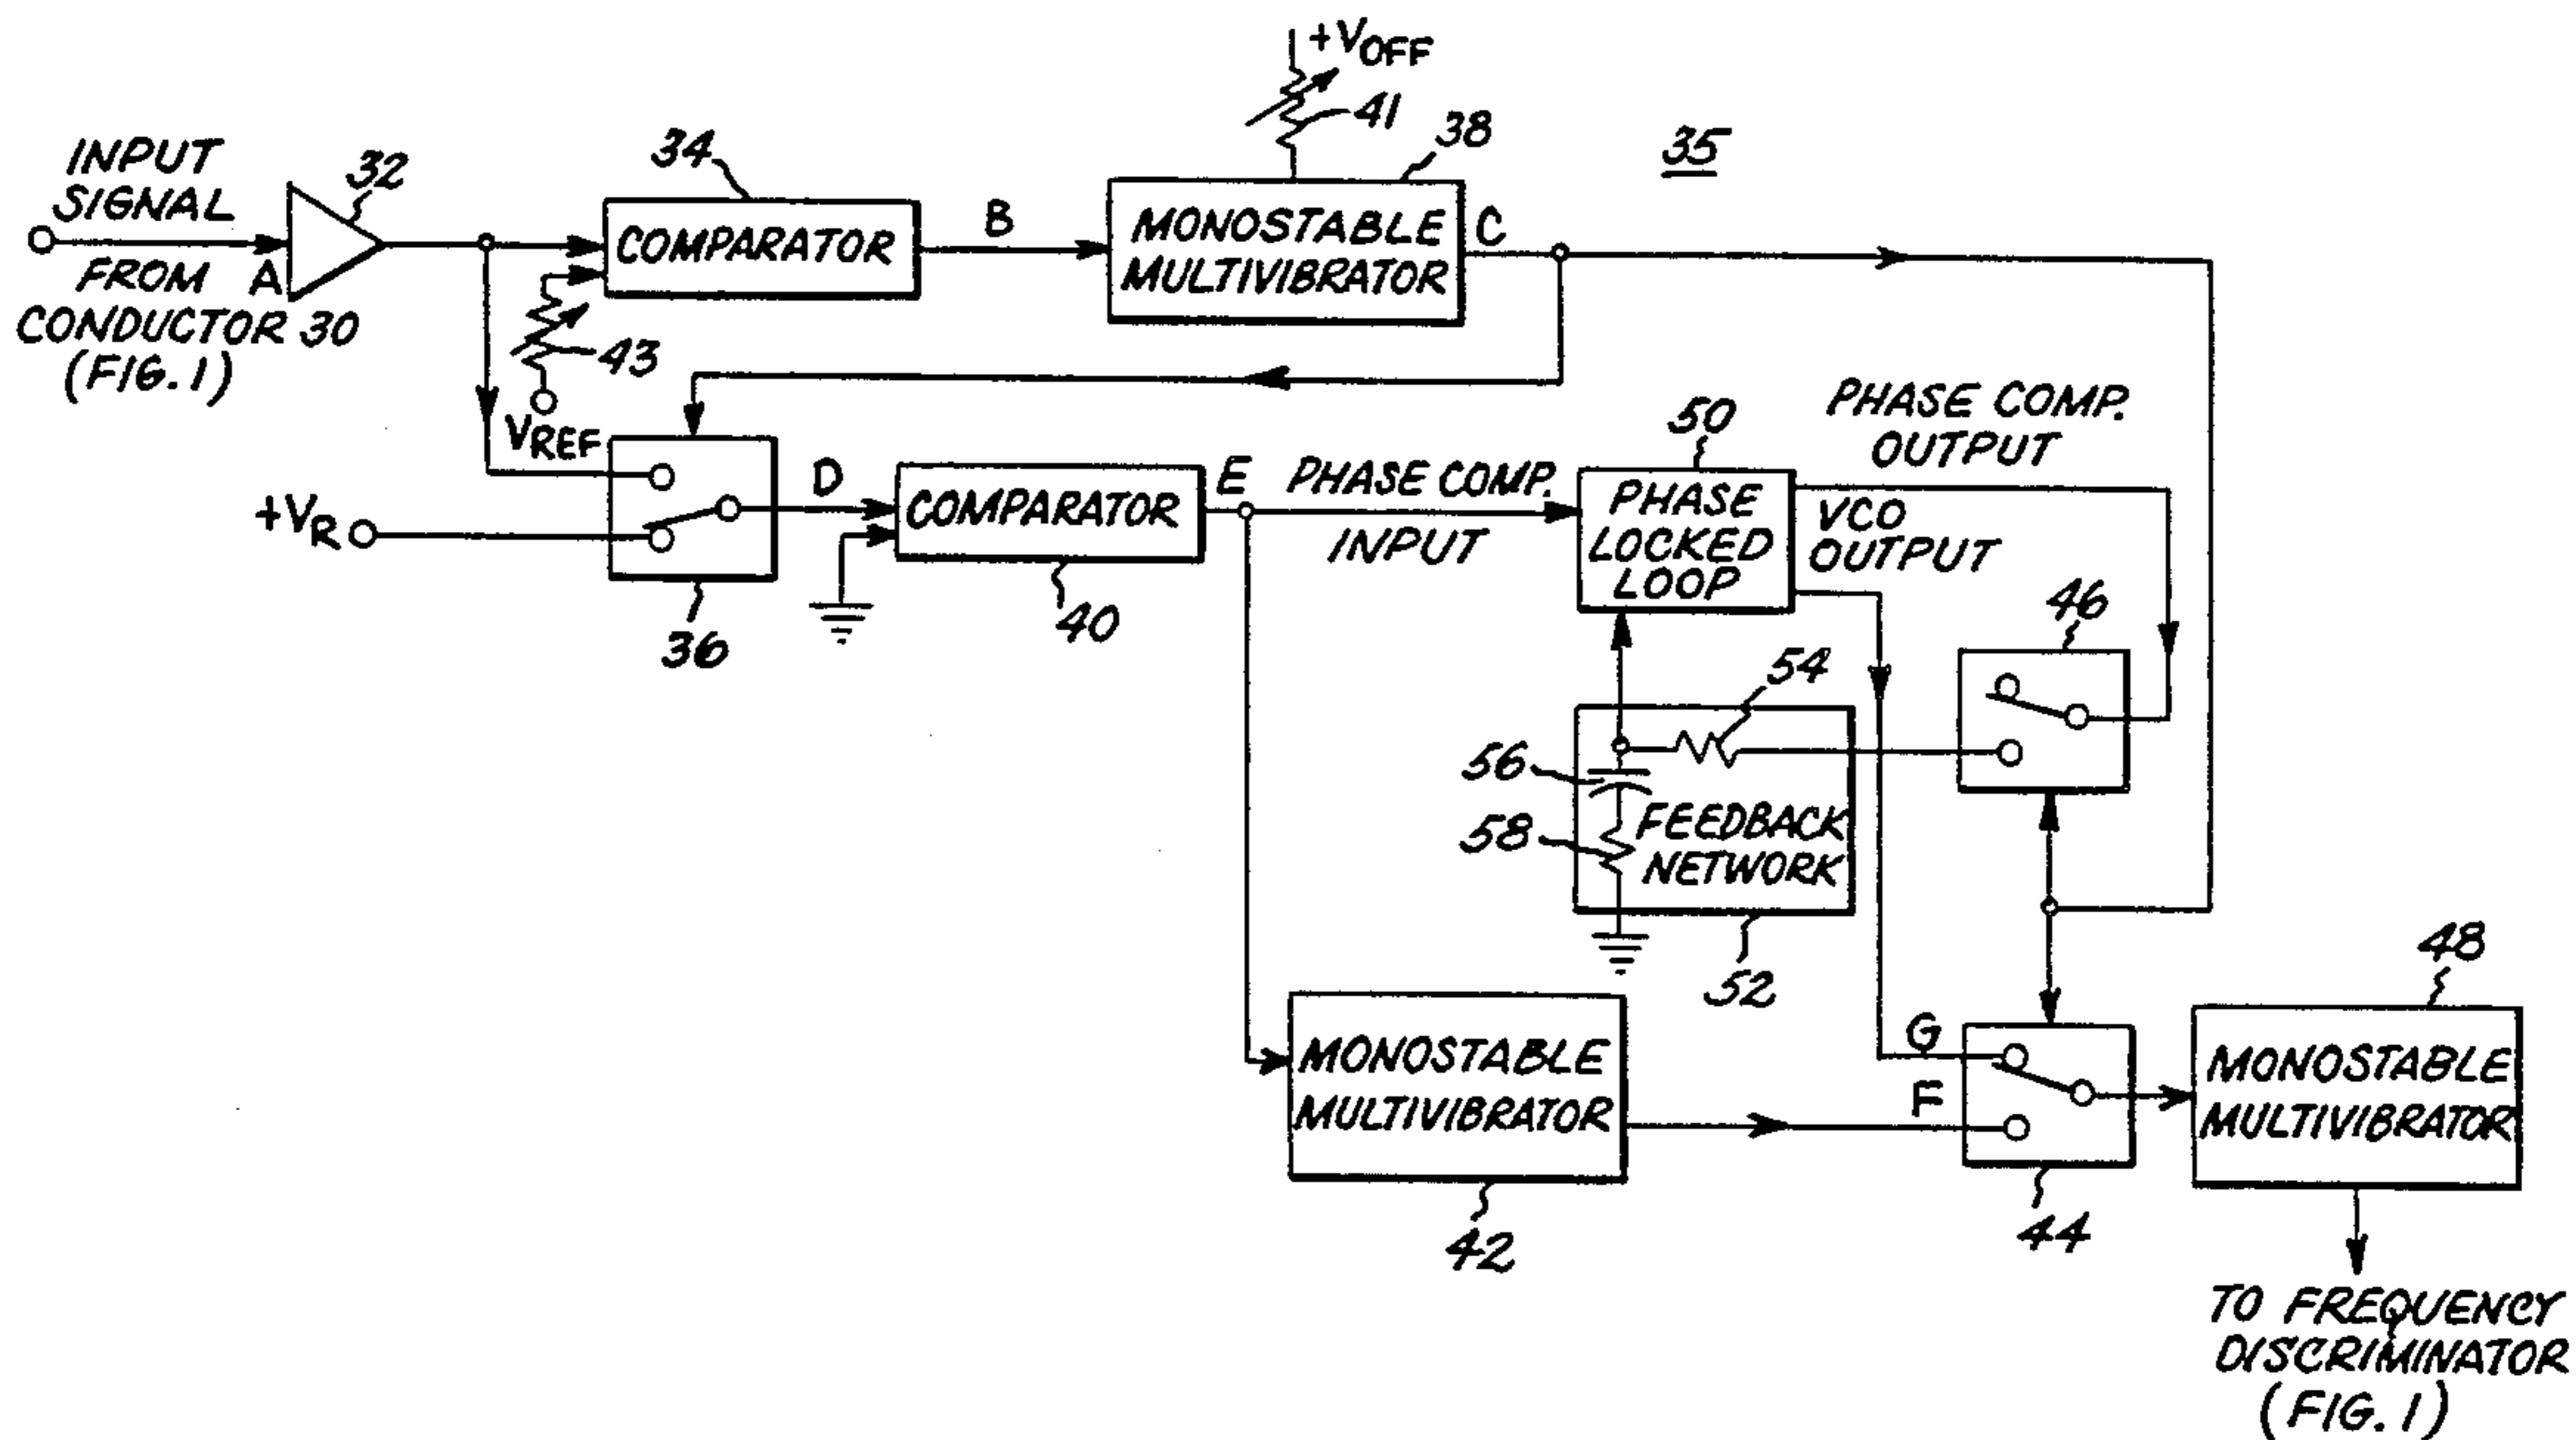 +VOFF
41
38
35
34
32
INPUT
SIGNAL
A
FROM
CONDUCTOR 30
(FIG. 1)
COMPARATOR
B
MONOSTABLE
MULTIVIBRATOR
C
43
VREF
+VR
36
D
COMPARATOR
40
E
PHASE COMP.
INPUT
50
PHASE
LOCKED
LOOP
PHASE COMP.
OUTPUT
VCO
OUTPUT
46
54
56
58
FEEDBACK
NETWORK
52
48
MONOSTABLE
MULTIVIBRATOR
42
G
F
44
MONOSTABLE
MULTIVIBRATOR
TO FREQUENCY
DISCRIMINATOR
(FIG. 1)